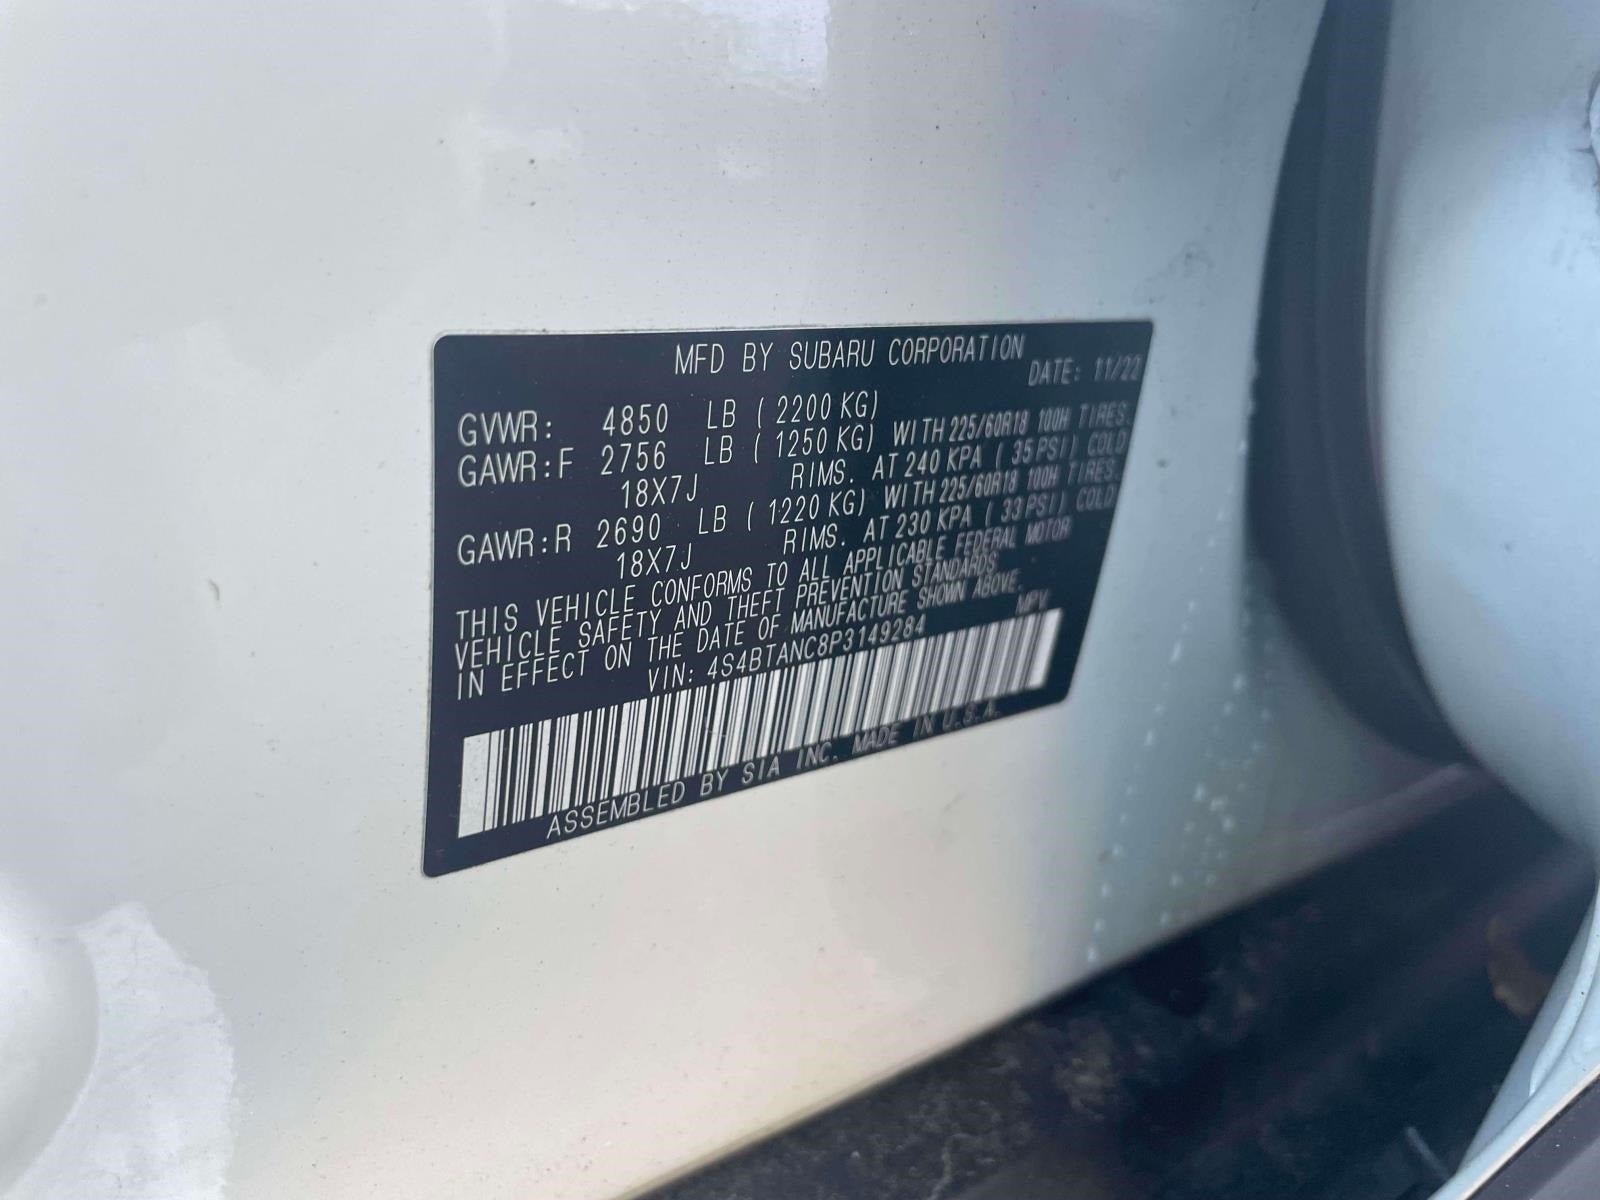 MFD BY SUBARU CORPORATION
DATE: 11/22
GVWR: 4850 LB ( 2200 KG)
GAWR:F 2756 LB ( 1250 KG) WITH 225/60R18 100H TIRES.
18X7J RIMS. AT 240 KPA ( 35 PSI) COLD
GAWR:R 2690 LB ( 1220 KG) WITH 225/60R18 100H TIRES.
18X7J RIMS. AT 230 KPA ( 33 PSI) COLD
THIS VEHICLE CONFORMS TO ALL APPLICABLE FEDERAL MOTOR
VEHICLE SAFETY AND THEFT PREVENTION STANDARDS
IN EFFECT ON THE DATE OF MANUFACTURE SHOWN ABOVE.
VIN: 4S4BTANC8P3149284 MPV
ASSEMBLED BY SIA INC. MADE IN U.S.A.